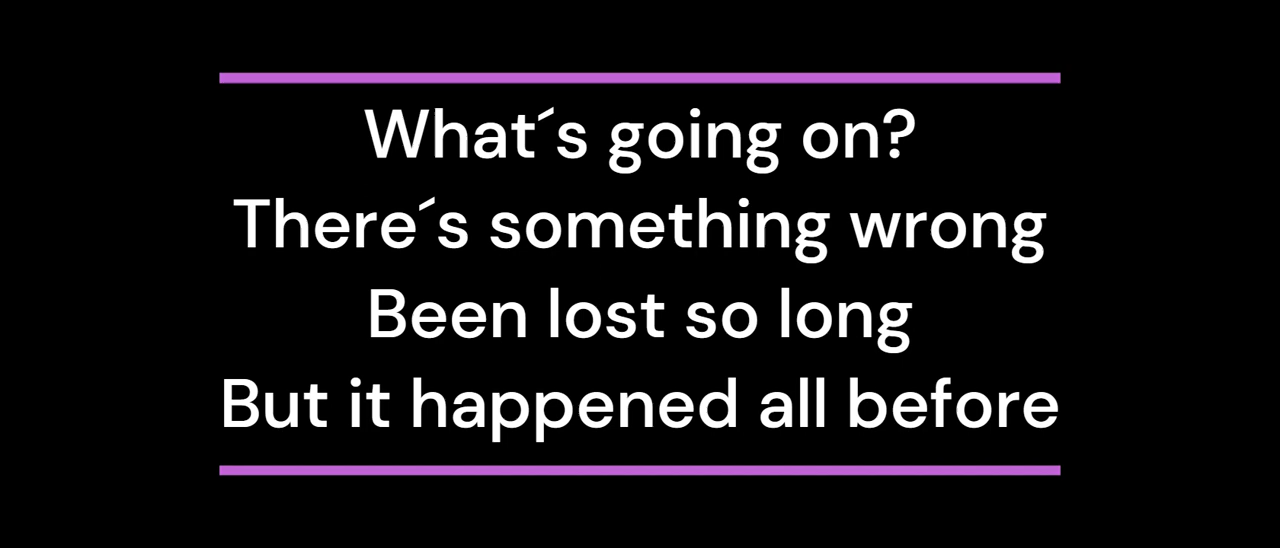 What´s going on?
There´s something wrong
Been lost so long
But it happened all before